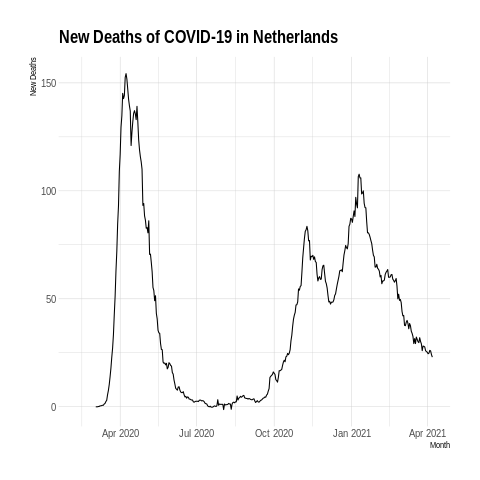 New Deaths of COVID-19 in Netherlands
New Deaths
150
100
50
0
Apr 2020 Jul 2020 Oct 2020 Jan 2021 Apr 2021
Month